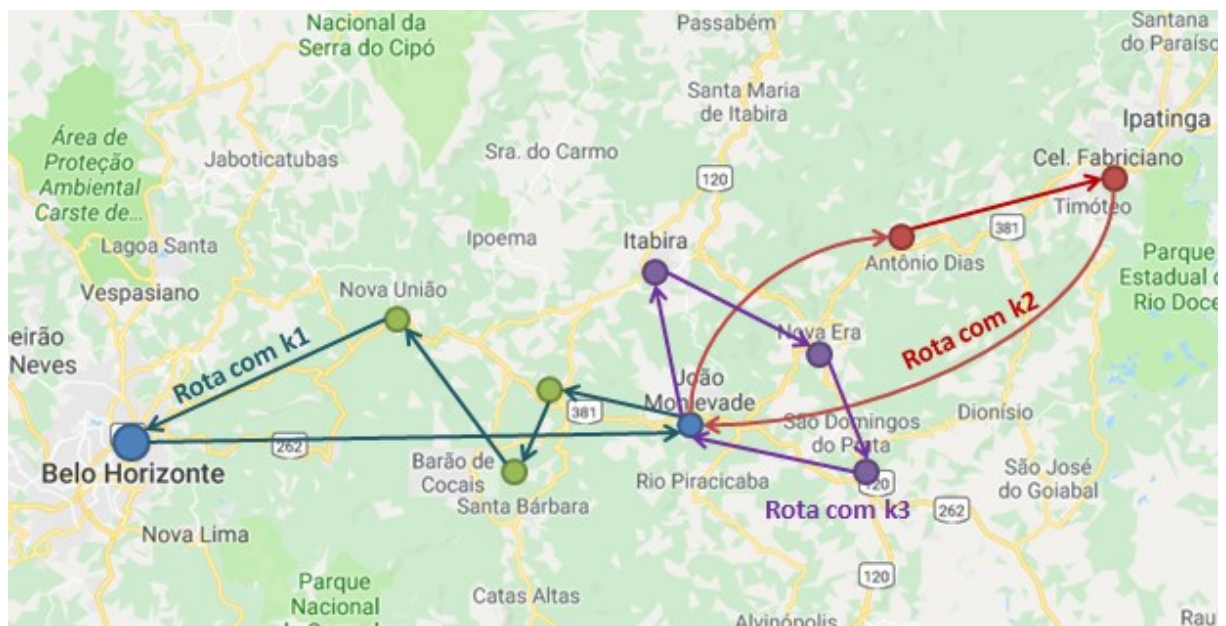 Nacional da
Serra do Cipó
Passabém
Santana
do Paraíso
Santa Maria
de Itabira
Ipatinga
Área de
Proteção
Ambiental
Carste de...
Jaboticatubas
Sra. do Carmo
120
Cel. Fabriciano
Timóteo
Lagoa Santa
Ipoema
Itabira
381
Antônio Dias
Parque
Estadual d
Rio Doce
Vespasiano
Nova União
Nova Era
Rota com k2
eirão
Neves
Rota com k1
João
Monlevade
381
São Domingos
do Prata
Dionísio
262
Belo Horizonte
Barão de
Cocais
Santa Bárbara
Rio Piracicaba
120
São José
do Goiabal
Rota com k3
262
Nova Lima
Parque
Nacional
Catas Altas
120
Alvinópolis
Rau